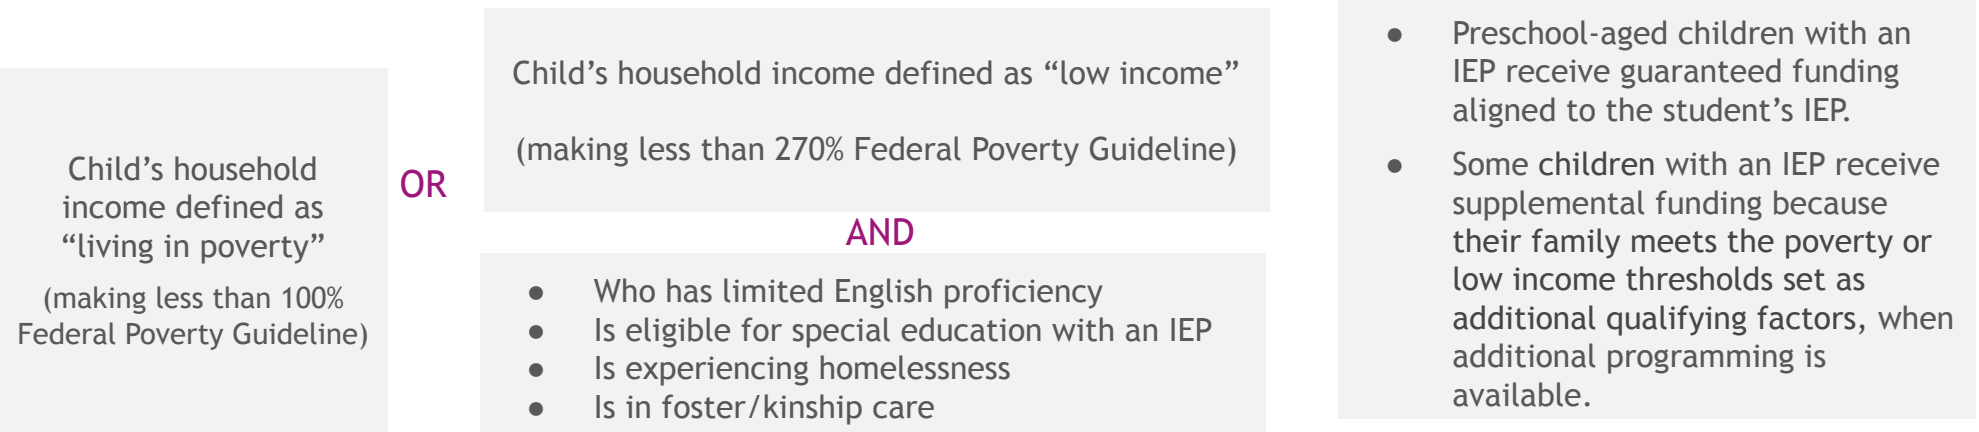 Child’s household
income defined as
“living in poverty”
(making less than 100%
Federal Poverty Guideline)
OR
Child’s household income defined as “low income”
(making less than 270% Federal Poverty Guideline)
AND
● Who has limited English proficiency
● Is eligible for special education with an IEP
● Is experiencing homelessness
● Is in foster/kinship care
● Preschool-aged children with an
IEP receive guaranteed funding
aligned to the student’s IEP.
● Some children with an IEP receive
supplemental funding because
their family meets the poverty or
low income thresholds set as
additional qualifying factors, when
additional programming is
available.